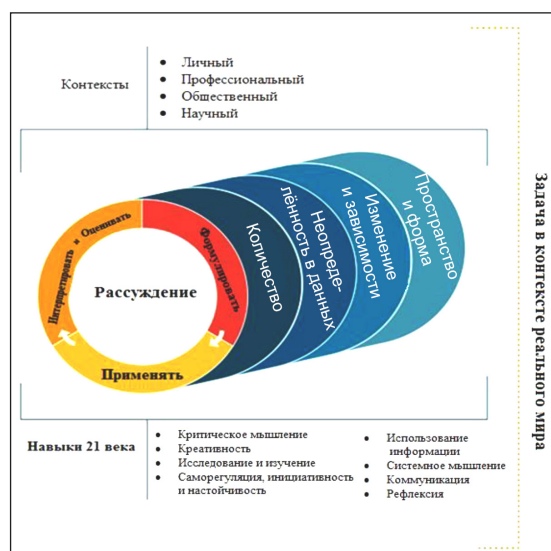 Контексты
• Личный
• Профессиональный
• Общественный
• Научный
Интерпретировать и Оценивать
Формулировать
Рассуждение
Применять
Количество
Неопреде-
лённость в данных
Изменение
и зависимости
Пространство
и форма
Задача в контексте реального мира
Навыки 21 века
• Критическое мышление
• Креативность
• Исследование и изучение
• Саморегуляция, инициативность
и настойчивость
• Использование
информации
• Системное мышление
• Коммуникация
• Рефлексия